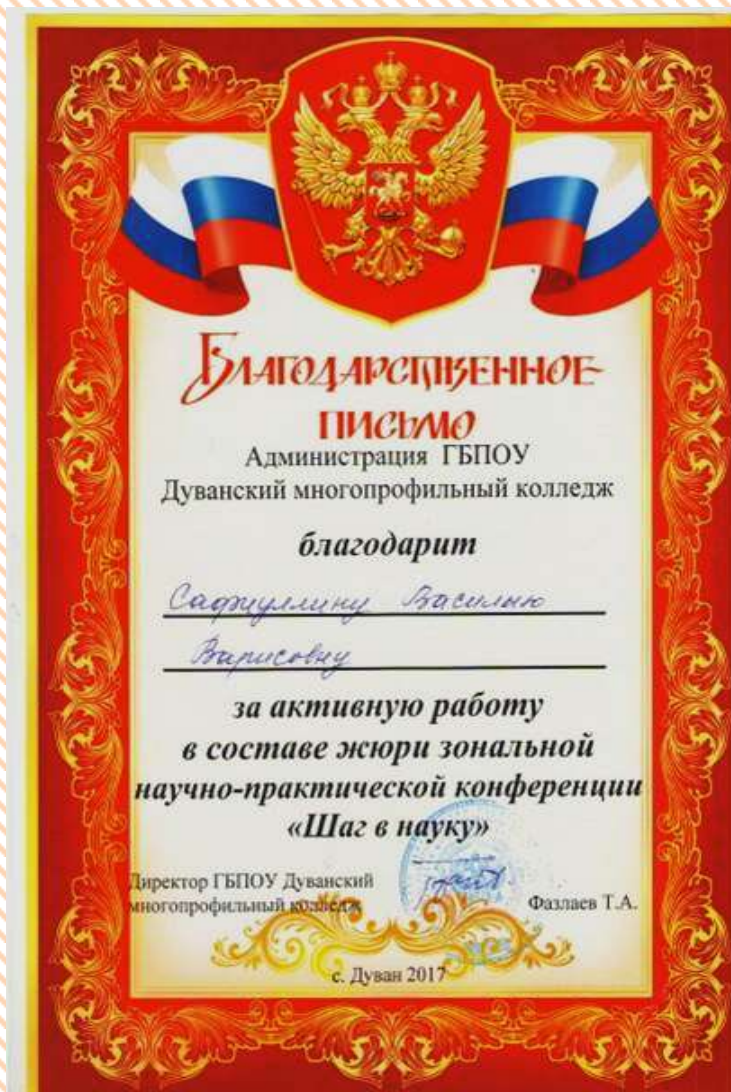 Благодарственное
письмо
Администрация ГБПОУ
Дуванский многопрофильный колледж
благодарит
Сафиуллину Василю
Варисовну
за активную работу
в составе жюри зональной
научно-практической конференции
«Шаг в науку»
Директор ГБПОУ Дуванский
многопрофильный колледж
Фазлаев Т.А.
с. Дуван 2017